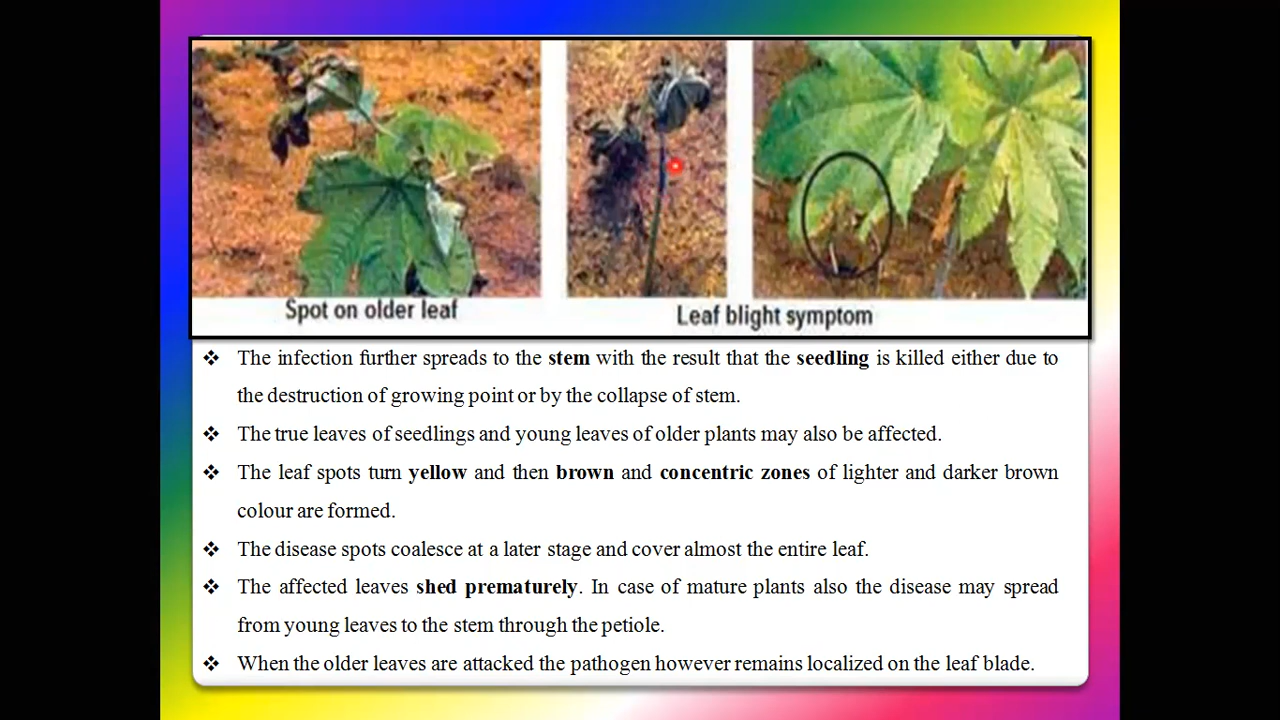 Spot on older leaf
Leaf blight symptom
❖ The infection further spreads to the stem with the result that the seedling is killed either due to
the destruction of growing point or by the collapse of stem.
❖ The true leaves of seedlings and young leaves of older plants may also be affected.
❖ The leaf spots turn yellow and then brown and concentric zones of lighter and darker brown
colour are formed.
❖ The disease spots coalesce at a later stage and cover almost the entire leaf.
❖ The affected leaves shed prematurely. In case of mature plants also the disease may spread
from young leaves to the stem through the petiole.
❖ When the older leaves are attacked the pathogen however remains localized on the leaf blade.